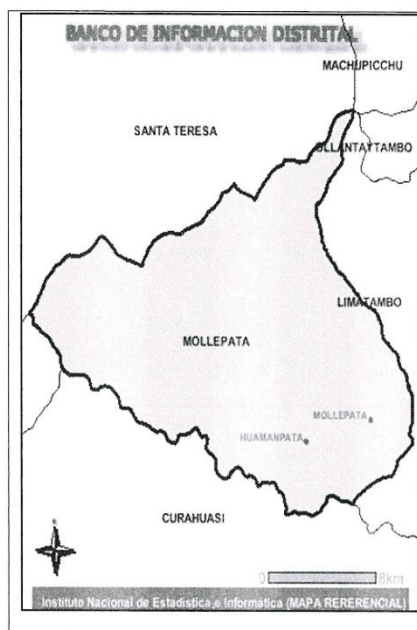 BANCO DE INFORMACION DISTRITAL
MACHUPICCHU
SANTA TERESA
OLLANTAYTAMBO
LIMATAMBO
MOLLEPATA
MOLLEPATA
HUAMANPATA
CURAHUASI
N
0 8km
Instituto Nacional de Estadística e Informática (MAPA RERERENCIAL)